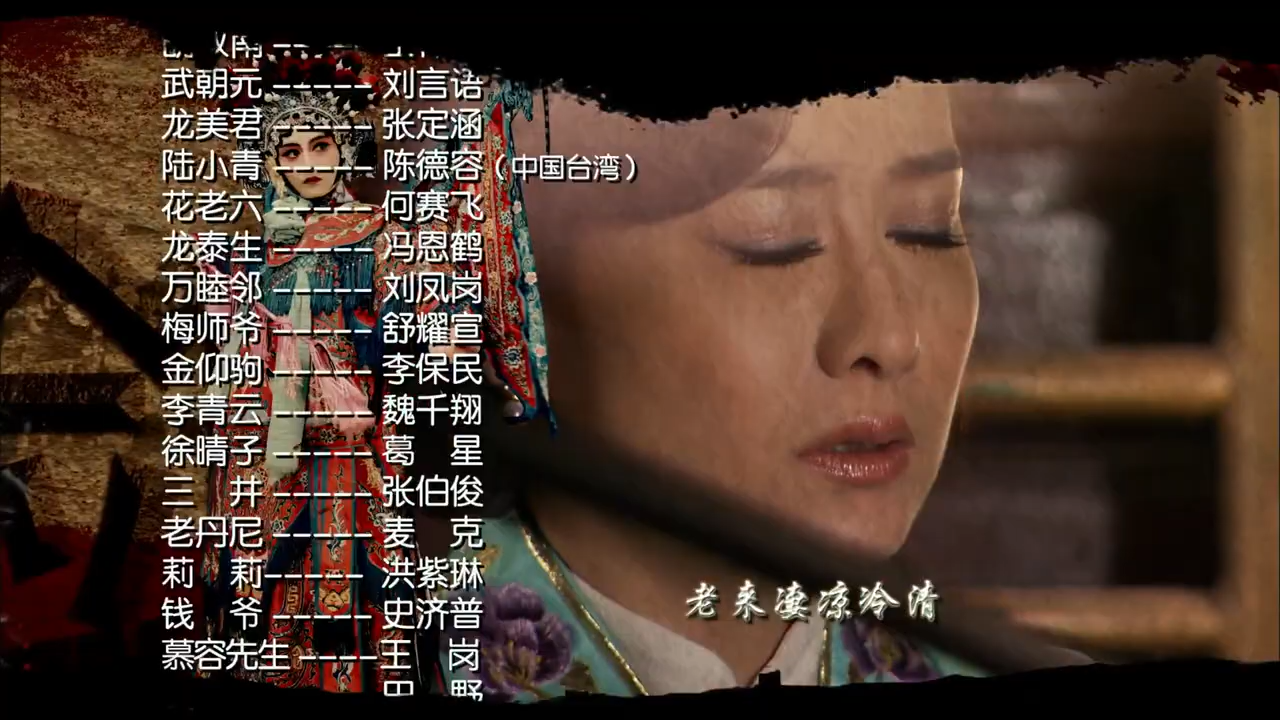 武朝元-----刘言语
龙美君-----张定涵
陆小青-----陈德容(中国台湾)
花老六-----何赛飞
龙泰生-----冯恩鹤
万睦邻-----刘凤岗
梅师爷-----舒耀宣
金仰驹-----李保民
李青云-----魏千翔
徐晴子-----葛 星
三 井-----张伯俊
老丹尼-----麦 克
莉 莉-----洪紫琳
钱 爷-----史济普
慕容先生----王 岗
老来凄凉冷清